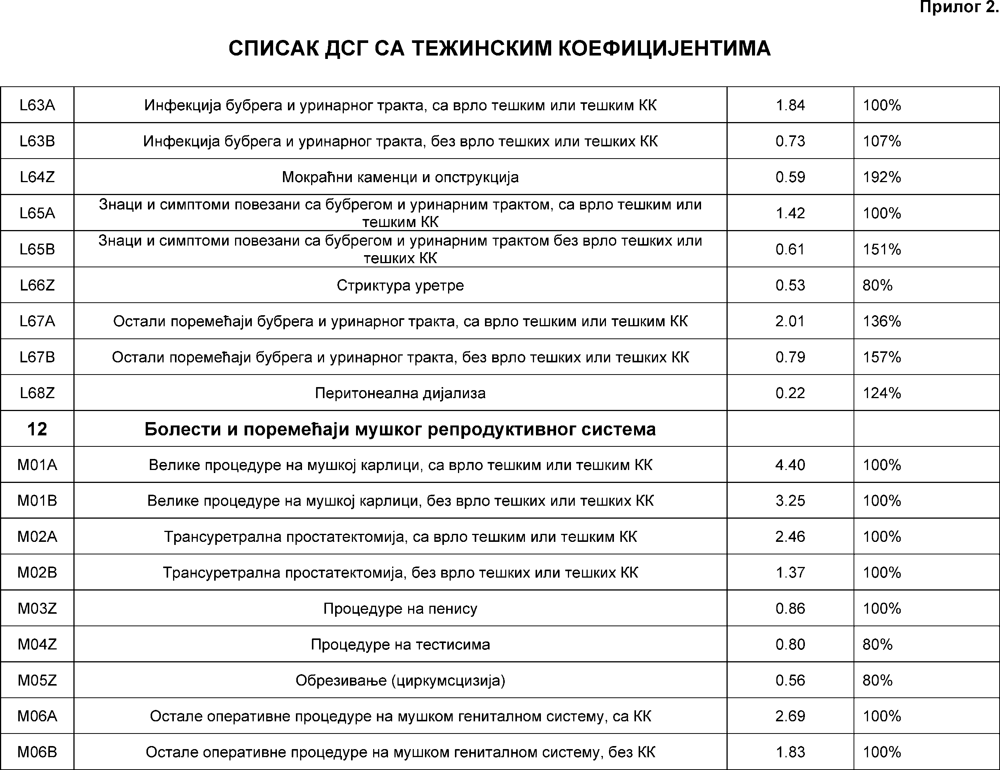 Прилог 2.
СПИСАК ДСГ СА ТЕЖИНСКИМ КОЕФИЦИЈЕНТИМА
L63A Инфекција бубрега и уринарног тракта, са врло тешким или тешким КК 1.84 100%
L63B Инфекција бубрега и уринарног тракта, без врло тешких или тешких КК 0.73 107%
L64Z Мокраћни каменци и опструкција 0.59 192%
L65A Знаци и симптоми повезани са бубрегом и уринарним трактом, са врло тешким или
тешким КК 1.42 100%
L65B Знаци и симптоми повезани са бубрегом и уринарним трактом без врло тешких или
тешких КК 0.61 151%
L66Z Стриктура уретре 0.53 80%
L67A Остали поремећаји бубрега и уринарног тракта, са врло тешким или тешким КК 2.01 136%
L67B Остали поремећаји бубрега и уринарног тракта, без врло тешких или тешких КК 0.79 157%
L68Z Перитонеална дијализа 0.22 124%
12 Болести и поремећаји мушког репродуктивног система
M01A Велике процедуре на мушкој карлици, са врло тешким или тешким КК 4.40 100%
M01B Велике процедуре на мушкој карлици, без врло тешких или тешких КК 3.25 100%
M02A Трансуретрална простатектомија, са врло тешким или тешким КК 2.46 100%
M02B Трансуретрална простатектомија, без врло тешких или тешких КК 1.37 100%
M03Z Процедуре на пенису 0.86 100%
M04Z Процедуре на тестисима 0.80 80%
M05Z Обрезивање (циркумсцизија) 0.56 80%
M06A Остале оперативне процедуре на мушком гениталном систему, са КК 2.69 100%
M06B Остале оперативне процедуре на мушком гениталном систему, без КК 1.83 100%